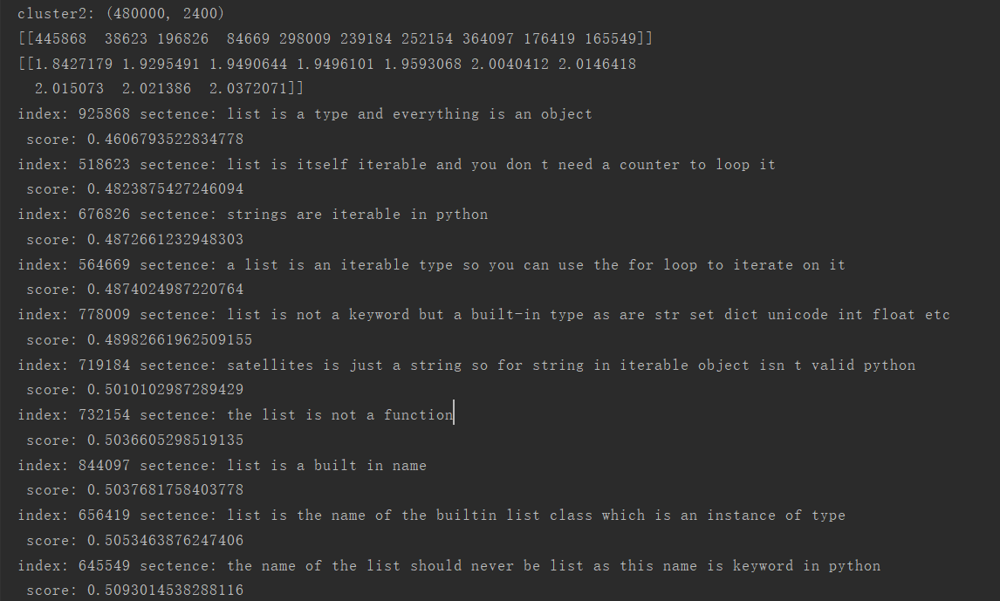 cluster2: (480000, 2400)
[[445868  38623 196826  84669 298009 239184 252154 364097 176419 165549]]
[[1.8427179 1.9295491 1.9490644 1.9496101 1.9593068 2.0040412 2.0146418
  2.015073  2.021386  2.0372071]]
index: 925868 sectence: list is a type and everything is an object
 score: 0.4606793522834778
index: 518623 sectence: list is itself iterable and you don t need a counter to loop it
 score: 0.4823875427246094
index: 676826 sectence: strings are iterable in python
 score: 0.4872661232948303
index: 564669 sectence: a list is an iterable type so you can use the for loop to iterate on it
 score: 0.4874024987220764
index: 778009 sectence: list is not a keyword but a built-in type as are str set dict unicode int float etc
 score: 0.48982661962509155
index: 719184 sectence: satellites is just a string so for string in iterable object isn t valid python
 score: 0.5010102987289429
index: 732154 sectence: the list is not a function
 score: 0.5036605298519135
index: 844097 sectence: list is a built in name
 score: 0.5037681758403778
index: 656419 sectence: list is the name of the builtin list class which is an instance of type
 score: 0.5053463876247406
index: 645549 sectence: the name of the list should never be list as this name is keyword in python
 score: 0.5093014538288116